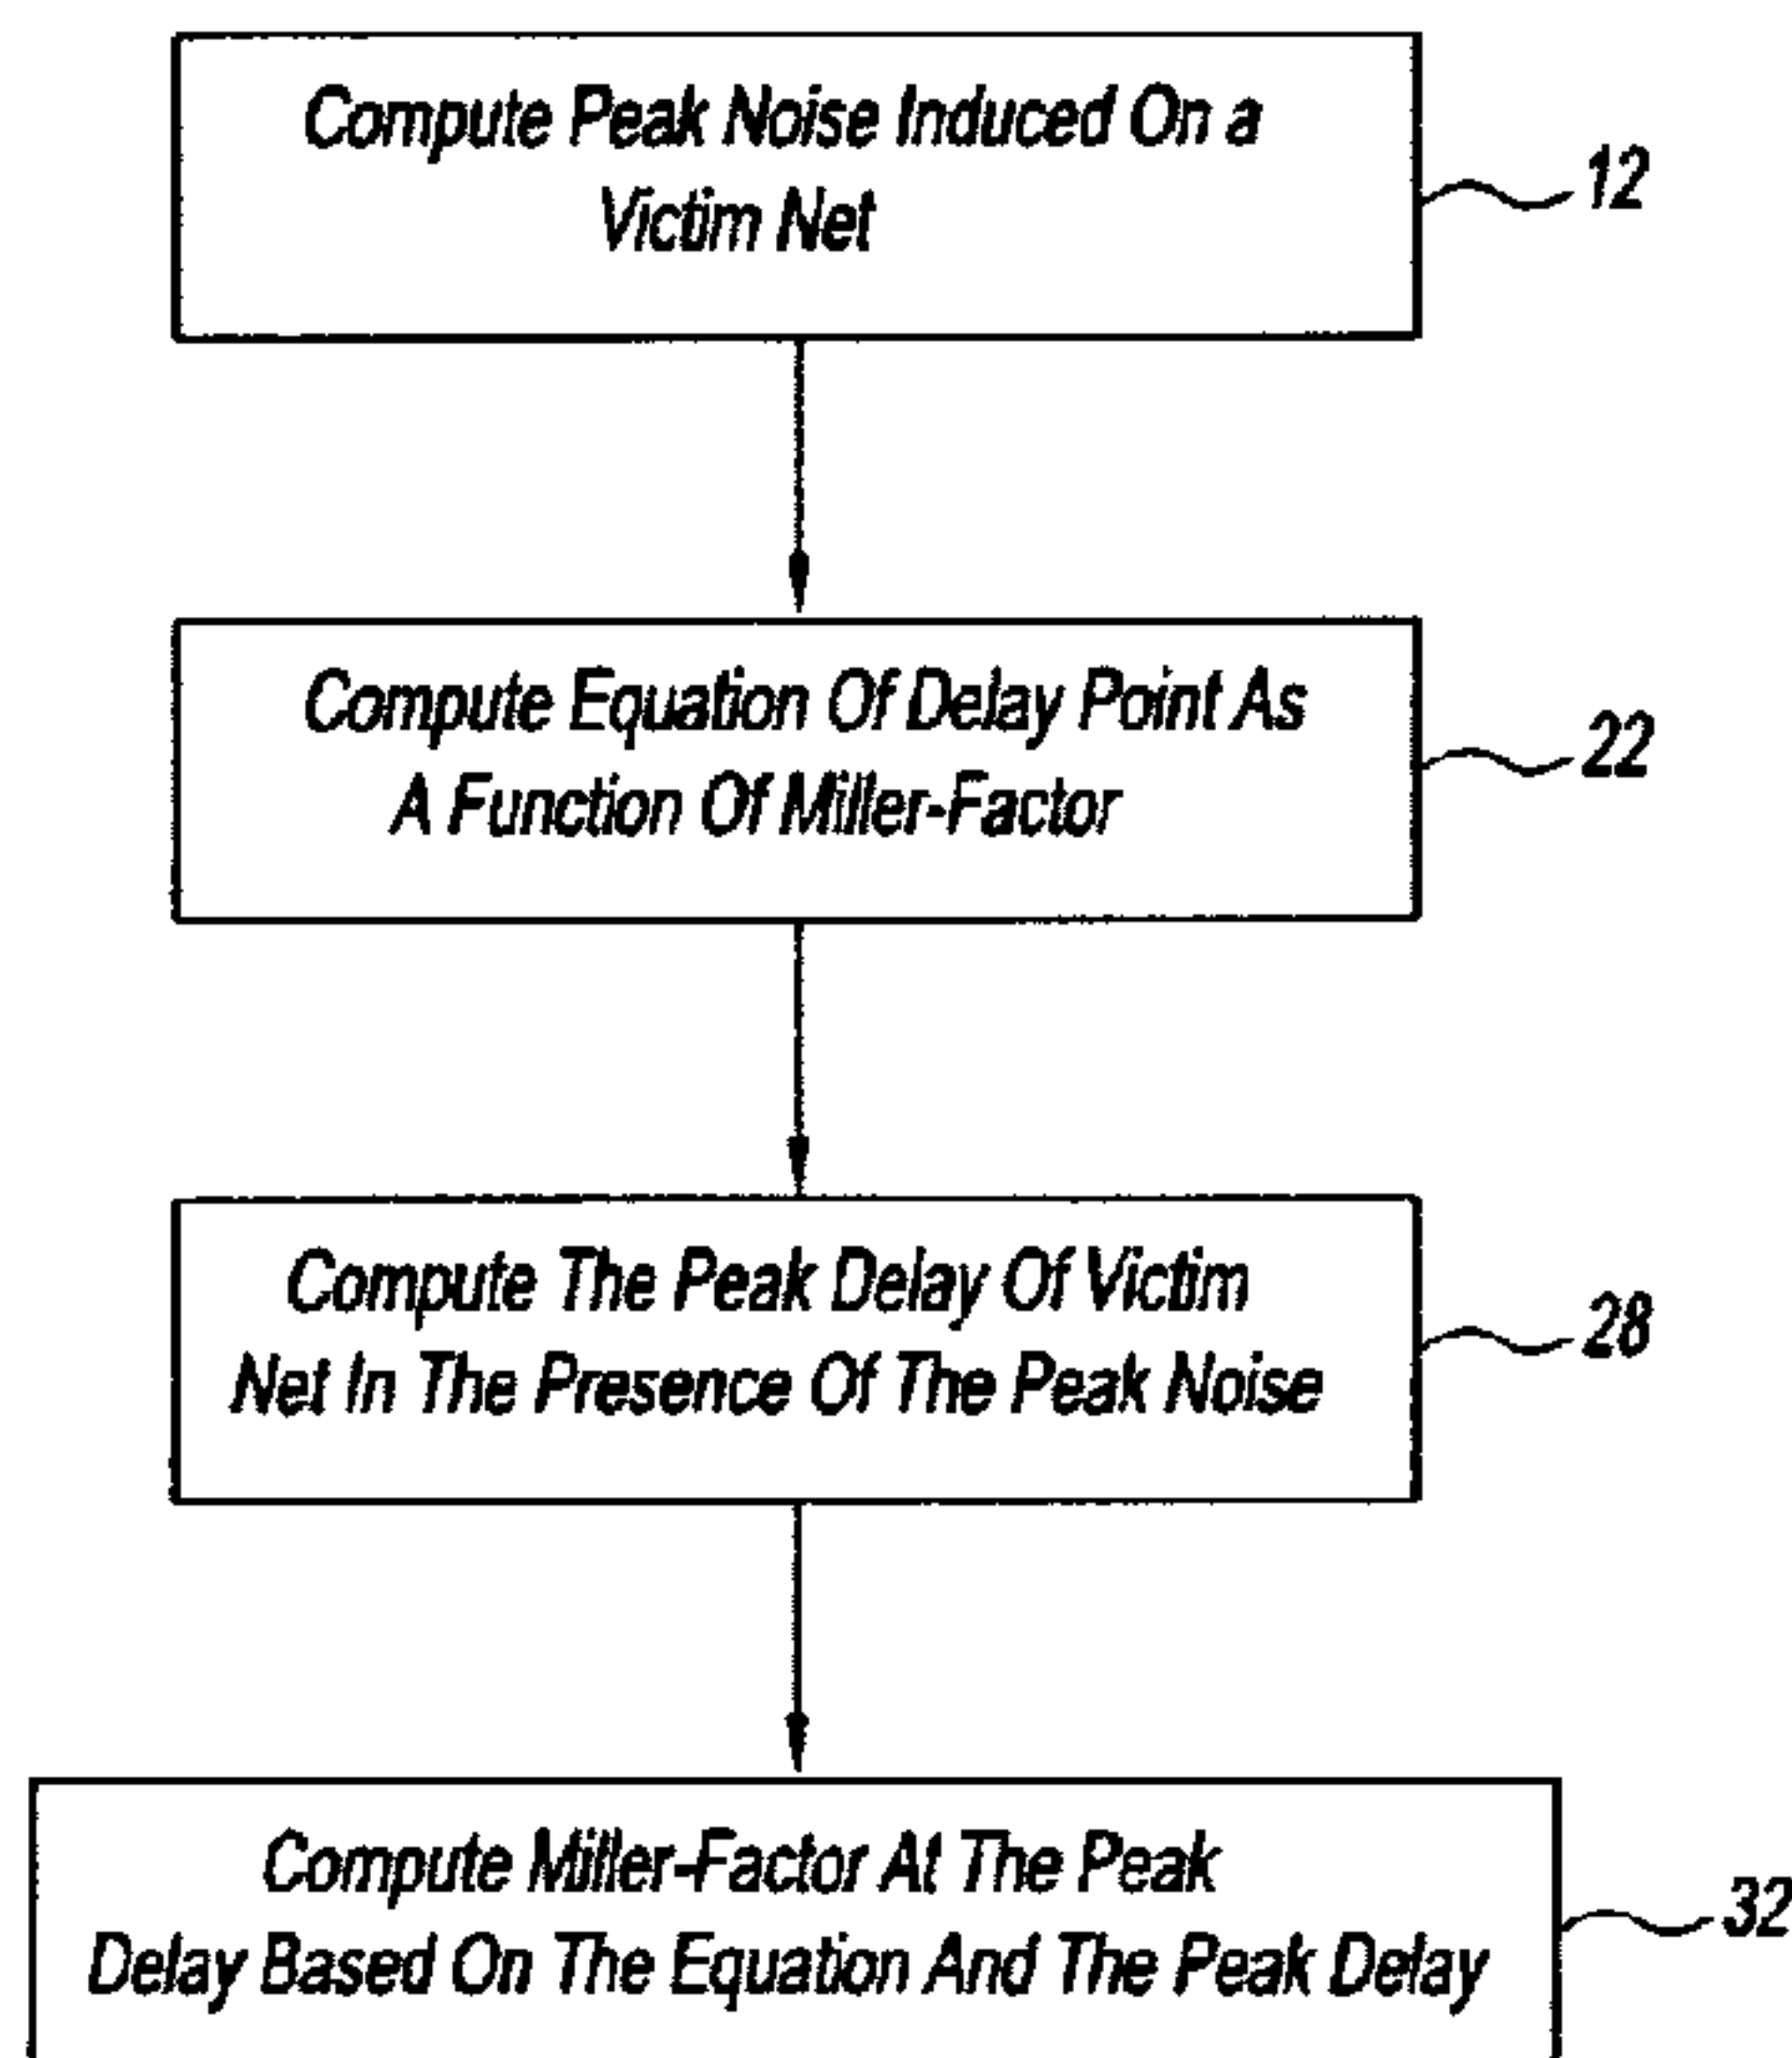 Compute Peak Noise Induced On a
Victim Net
12
Compute Equation Of Delay Point As
A Function Of Miller-Factor
22
Compute The Peak Delay Of Victim
Net In The Presence Of The Peak Noise
28
Compute Miller-Factor At The Peak
Delay Based On The Equation And The Peak Delay
32